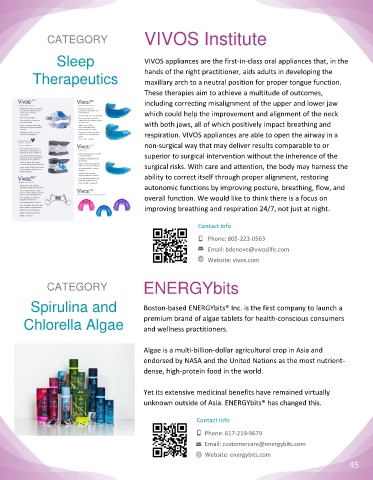 CATEGORY
VIVOS Institute
Sleep
Therapeutics
VIVOS appliances are the first-in-class oral appliances that, in the
hands of the right practitioner, aids adults in developing the
maxillary arch to a neutral position for proper tongue function.
These therapies aim to achieve a multitude of outcomes,
including correcting misalignment of the upper and lower jaw
which could help the improvement and alignment of the neck
with both jaws, all of which positively impact breathing and
respiration. VIVOS appliances are able to open the airway in a
non-surgical way that may deliver results comparable to or
superior to surgical intervention without the inherence of the
surgical risks. With care and attention, the body may harness the
ability to correct itself through proper alignment, restoring
autonomic functions by improving posture, breathing, flow, and
overall function. We would like to think there is a focus on
improving breathing and respiration 24/7, not just at night.
Vivos
Vivos
Vivos
Vivos
Vivos
Vivos
Contact Info
Phone: 805-223-0563
Email: bdenove@vivoslife.com
Website: vivos.com
CATEGORY
ENERGYbits
Spirulina and
Chlorella Algae
Boston-based ENERGYbits® Inc. is the first company to launch a
premium brand of algae tablets for health-conscious consumers
and wellness practitioners.
Algae is a multi-billion-dollar agricultural crop in Asia and
endorsed by NASA and the United Nations as the most nutrient-
dense, high-protein food in the world.
Yet its extensive medicinal benefits have remained virtually
unknown outside of Asia. ENERGYbits® has changed this.
Contact Info
Phone: 617-219-9679
Email: customercare@energybits.com
Website: energybits.com
45